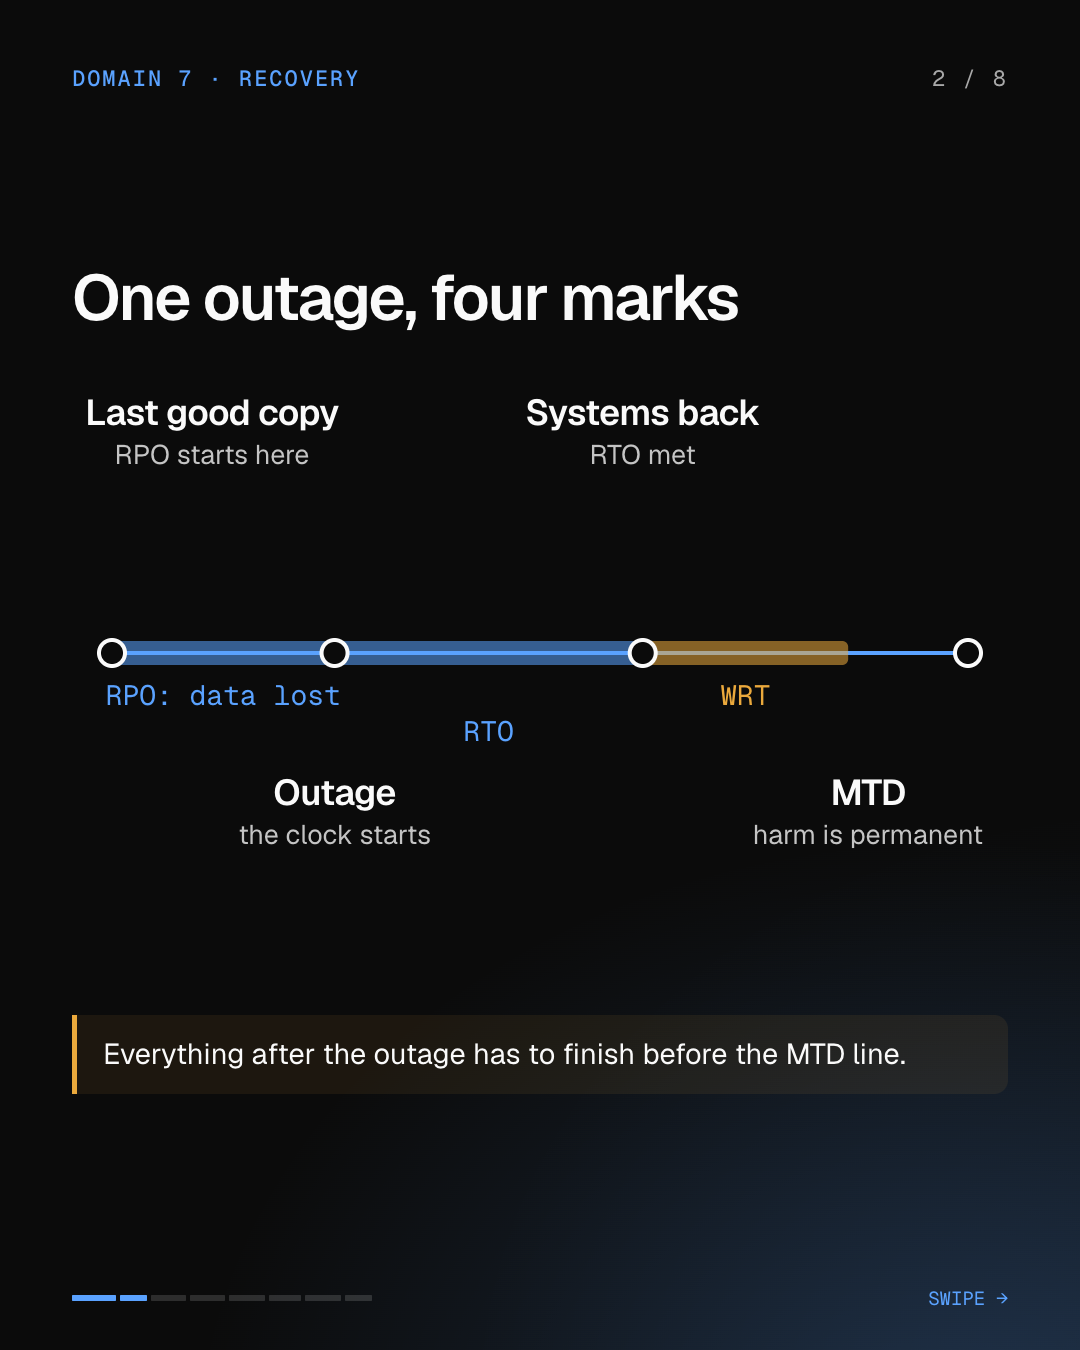 DOMAIN 7 · RECOVERY
2 / 8
One outage, four marks
Last good copy
RPO starts here
Systems back
RTO met
RPO: data lost
WRT
RTO
Outage
the clock starts
MTD
harm is permanent
Everything after the outage has to finish before the MTD line.
SWIPE →